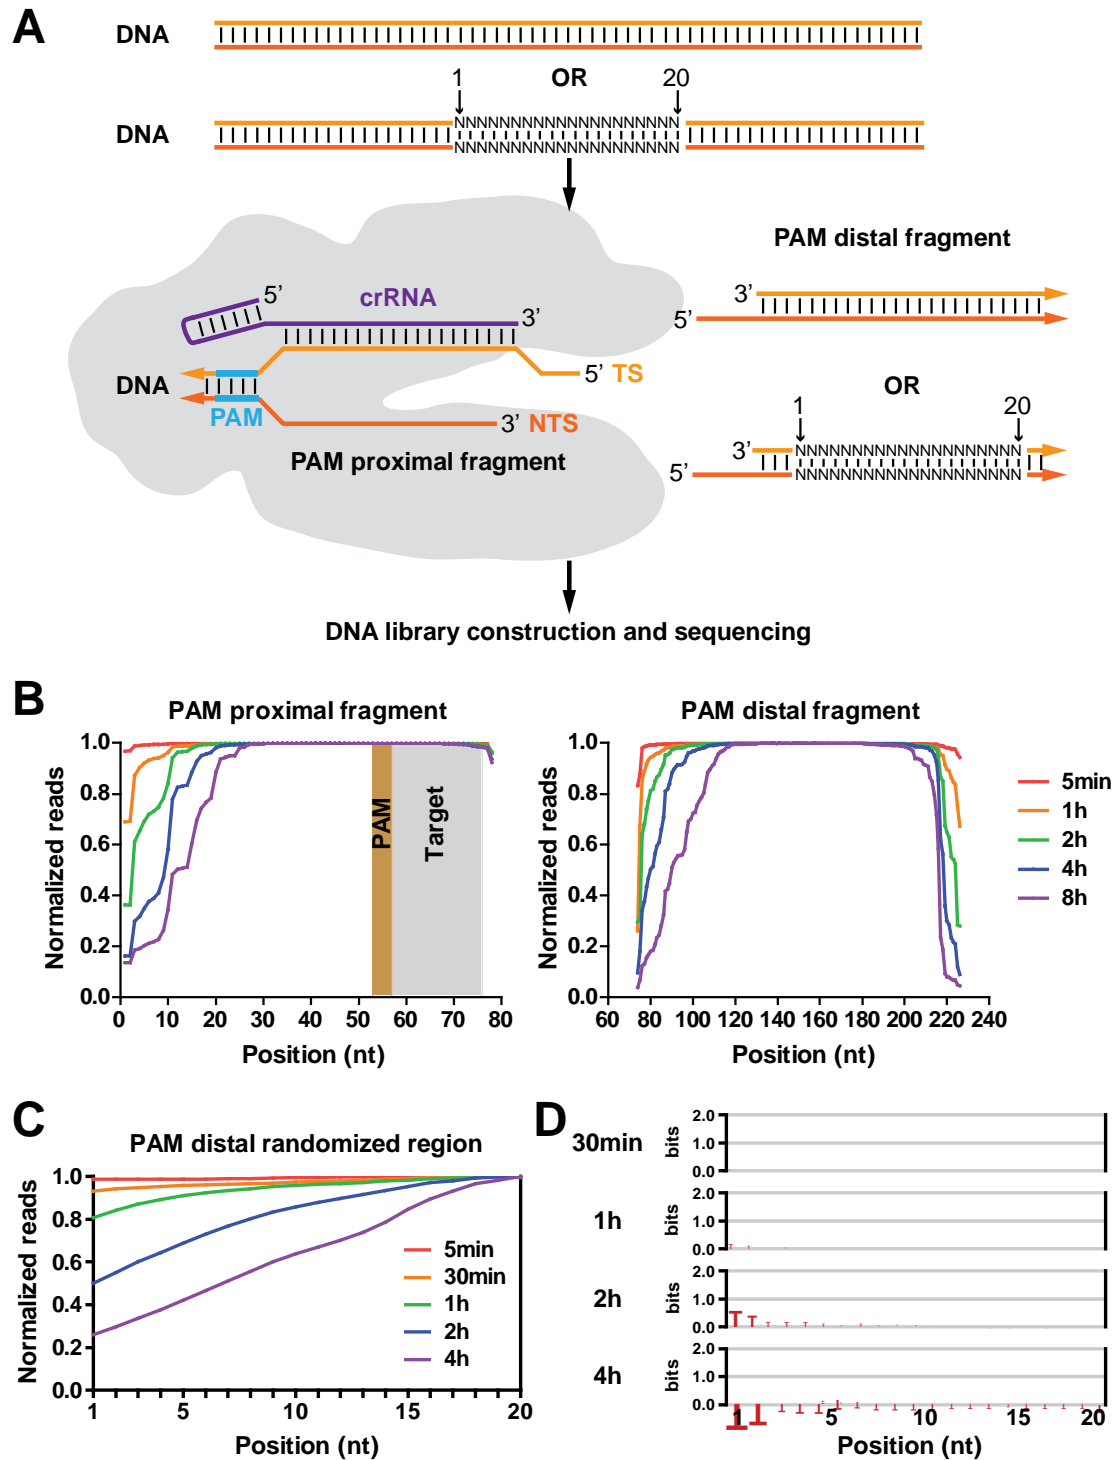 A
DNA
1 OR 20
DNA
NNNNNNNNNNNNNNNNNNNN
NNNNNNNNNNNNNNNNNNNN
PAM distal fragment
5’ crRNA 3’
3’
5’
DNA
5’ TS
PAM
3’ NTS
PAM proximal fragment
OR
1 20
3’ NNNNNNNNNNNNNNNNNNNN
5’ NNNNNNNNNNNNNNNNNNNN
DNA library construction and sequencing
B
PAM proximal fragment
Normalized reads
1.0
0.8
0.6
0.4
0.2
0.0
PAM
Target
0 10 20 30 40 50 60 70 80
Position (nt)
PAM distal fragment
Normalized reads
1.0
0.8
0.6
0.4
0.2
0.0
60 80 100 120 140 160 180 200 220 240
Position (nt)
5min
1h
2h
4h
8h
C
PAM distal randomized region
Normalized reads
1.0
0.8
0.6
0.4
0.2
0.0
5min
30min
1h
2h
4h
1 5 10 15 20
Position (nt)
D
30min
bits
2.0
1.0
0.0
1h
bits
2.0
1.0
0.0
2h
bits
2.0
1.0
0.0
T T
4h
bits
2.0
1.0
0.0
T T
1 5 10 15 20
Position (nt)